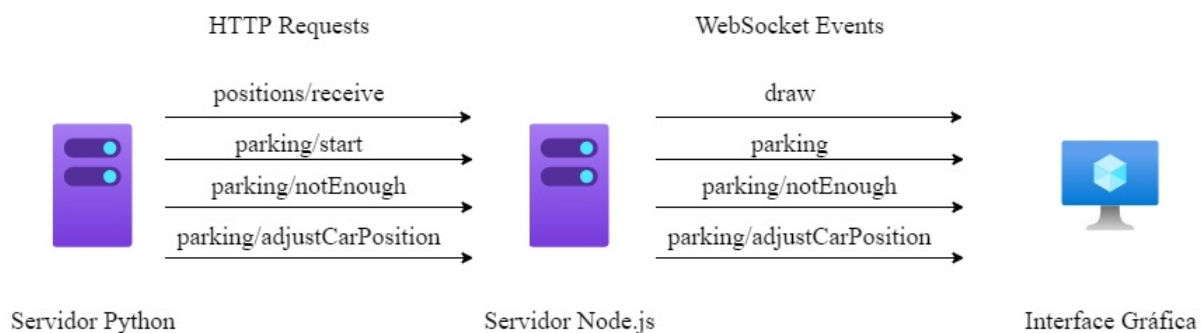 HTTP Requests
WebSocket Events
positions/receive
draw
parking/start
parking
parking/notEnough
parking/notEnough
parking/adjustCarPosition
parking/adjustCarPosition
Servidor Python
Servidor Node.js
Interface Gráfica